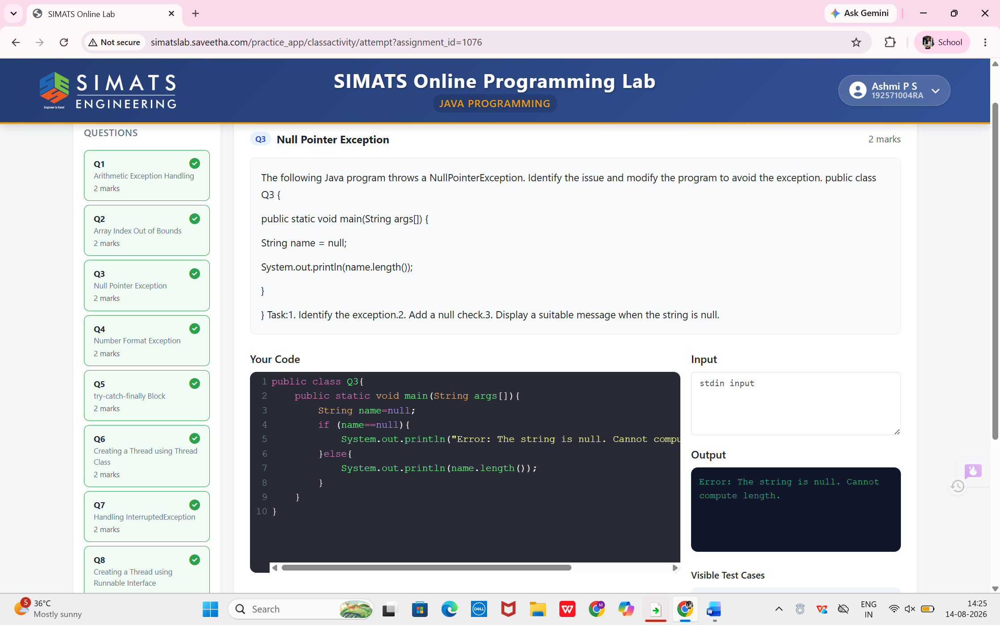 SIMATS Online Lab
Ask Gemini
Not secure
simatslab.saveetha.com/practice_app/classactivity/attempt?assignment_id=1076
School
SIMATS
ENGINEERING
Engineer to Excel
SIMATS Online Programming Lab
JAVA PROGRAMMING
Ashmi P S
192571004RA
QUESTIONS
Q1
Arithmetic Exception Handling
2 marks
Q2
Array Index Out of Bounds
2 marks
Q3
Null Pointer Exception
2 marks
Q4
Number Format Exception
2 marks
Q5
try-catch-finally Block
2 marks
Q6
Creating a Thread using Thread
Class
2 marks
Q7
Handling InterruptedException
2 marks
Q8
Creating a Thread using
Runnable Interface
Q3 Null Pointer Exception
2 marks
The following Java program throws a NullPointerException. Identify the issue and modify the program to avoid the exception. public class
Q3 {
public static void main(String args[]) {
String name = null;
System.out.println(name.length());
}
} Task:1. Identify the exception.2. Add a null check.3. Display a suitable message when the string is null.
Your Code
1 public class Q3{
2 public static void main(String args[]){
3 String name=null;
4 if (name==null){
5 System.out.println("Error: The string is null. Cannot compu
6 }else{
7 System.out.println(name.length());
8 }
9 }
10 }
Input
stdin input
Output
Error: The string is null. Cannot
compute length.
Visible Test Cases
5
36°C
Mostly sunny
Search
DELL
W
M
W
ENG
IN
14:25
14-08-2026